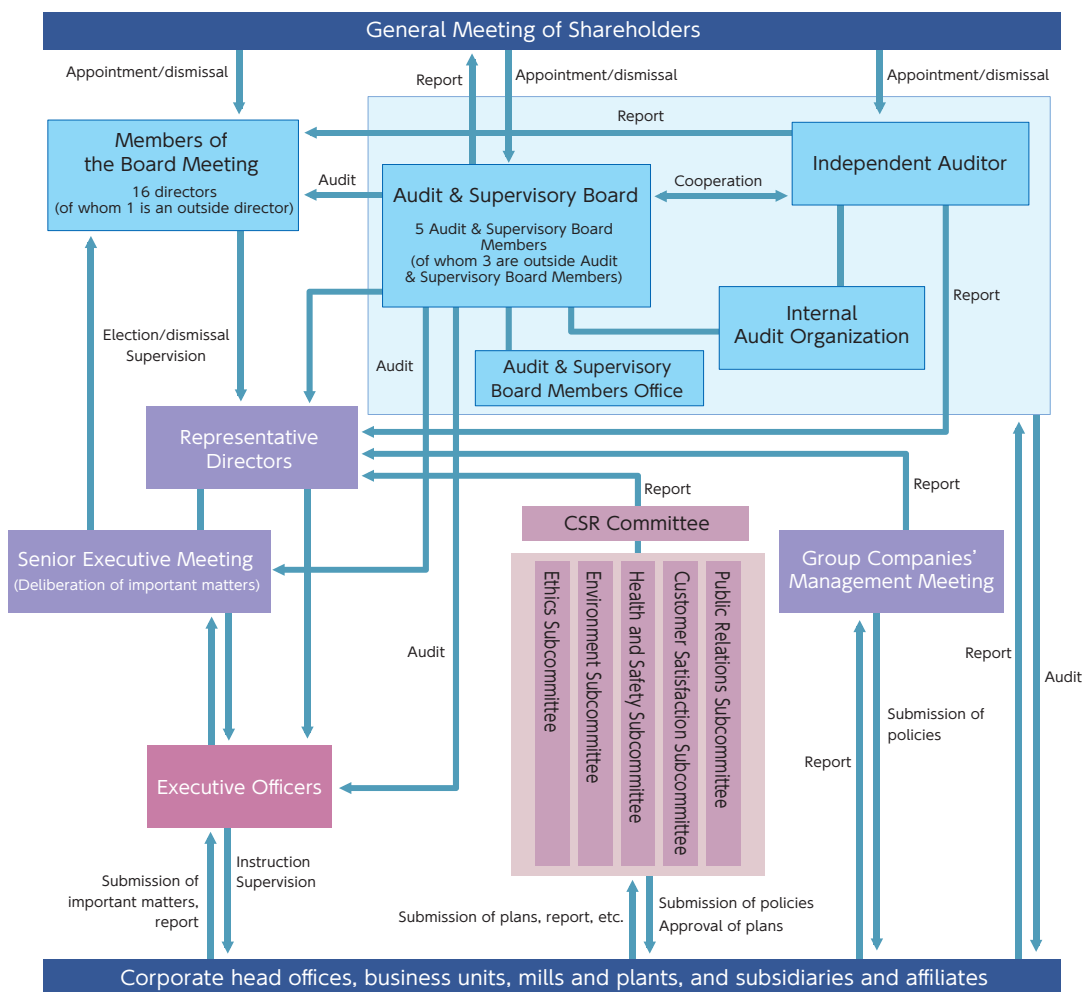 General Meeting of Shareholders
Appointment/dismissal
Report
Appointment/dismissal
Appointment/dismissal
Report
Members of
the Board Meeting
16 directors
(of whom 1 is an outside director)
Audit
Audit & Supervisory Board
5 Audit & Supervisory Board
Members
(of whom 3 are outside Audit
& Supervisory Board Members)
Cooperation
Independent Auditor
Report
Internal
Audit Organization
Audit & Supervisory
Board Members Office
Election/dismissal
Supervision
Audit
Representative
Directors
Report
Report
CSR Committee
Senior Executive Meeting
(Deliberation of important matters)
Group Companies’
Management Meeting
Ethics Subcommittee
Environment Subcommittee
Health and Safety Subcommittee
Customer Satisfaction Subcommittee
Public Relations Subcommittee
Audit
Report
Audit
Submission of
policies
Report
Executive Officers
Instruction
Supervision
Submission of
important matters,
report
Submission of plans, report, etc.
Submission of policies
Approval of plans
Corporate head offices, business units, mills and plants, and subsidiaries and affiliates